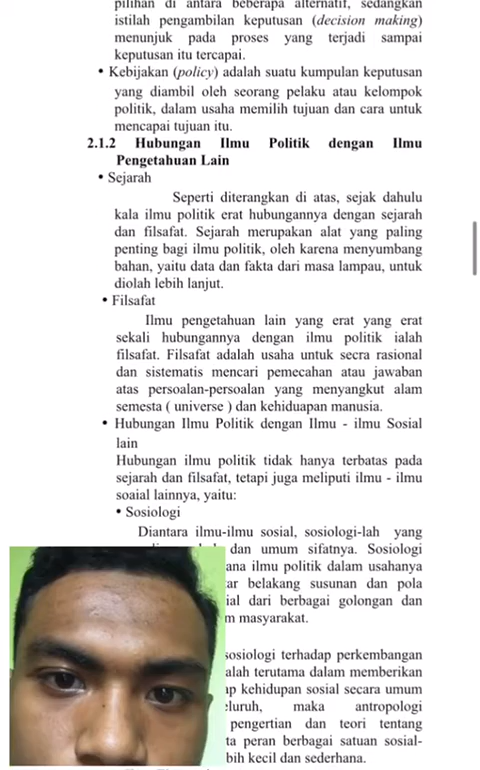 pilihan di antara beberapa alternatif, sedangkan
istilah pengambilan keputusan (decision making)
menunjuk pada proses yang terjadi sampai
keputusan itu tercapai.
• Kebijakan (policy) adalah suatu kumpulan keputusan
yang diambil oleh seorang pelaku atau kelompok
politik, dalam usaha memilih tujuan dan cara untuk
mencapai tujuan itu.
2.1.2 Hubungan Ilmu Politik dengan Ilmu
Pengetahuan Lain
• Sejarah
Seperti diterangkan di atas, sejak dahulu
kala ilmu politik erat hubungannya dengan sejarah
dan filsafat. Sejarah merupakan alat yang paling
penting bagi ilmu politik, oleh karena menyumbang
bahan, yaitu data dan fakta dari masa lampau, untuk
diolah lebih lanjut.
• Filsafat
Ilmu pengetahuan lain yang erat yang erat
sekali hubungannya dengan ilmu politik ialah
filsafat. Filsafat adalah usaha untuk secra rasional
dan sistematis mencari pemecahan atau jawaban
atas persoalan-persoalan yang menyangkut alam
semesta ( universe ) dan kehiduapan manusia.
• Hubungan Ilmu Politik dengan Ilmu - ilmu Sosial
lain
Hubungan ilmu politik tidak hanya terbatas pada
sejarah dan filsafat, tetapi juga meliputi ilmu - ilmu
soaial lainnya, yaitu:
• Sosiologi
Diantara ilmu-ilmu sosial, sosiologi-lah yang
dan umum sifatnya. Sosiologi
ilmu politik dalam usahanya
belakang susunan dan pola
dari berbagai golongan dan
masyarakat.
sosiologi terhadap perkembangan
terutama dalam memberikan
kehidupan sosial secara umum
maka antropologi
pengertian dan teori tentang
peran berbagai satuan sosial-
kecil dan sederhana.